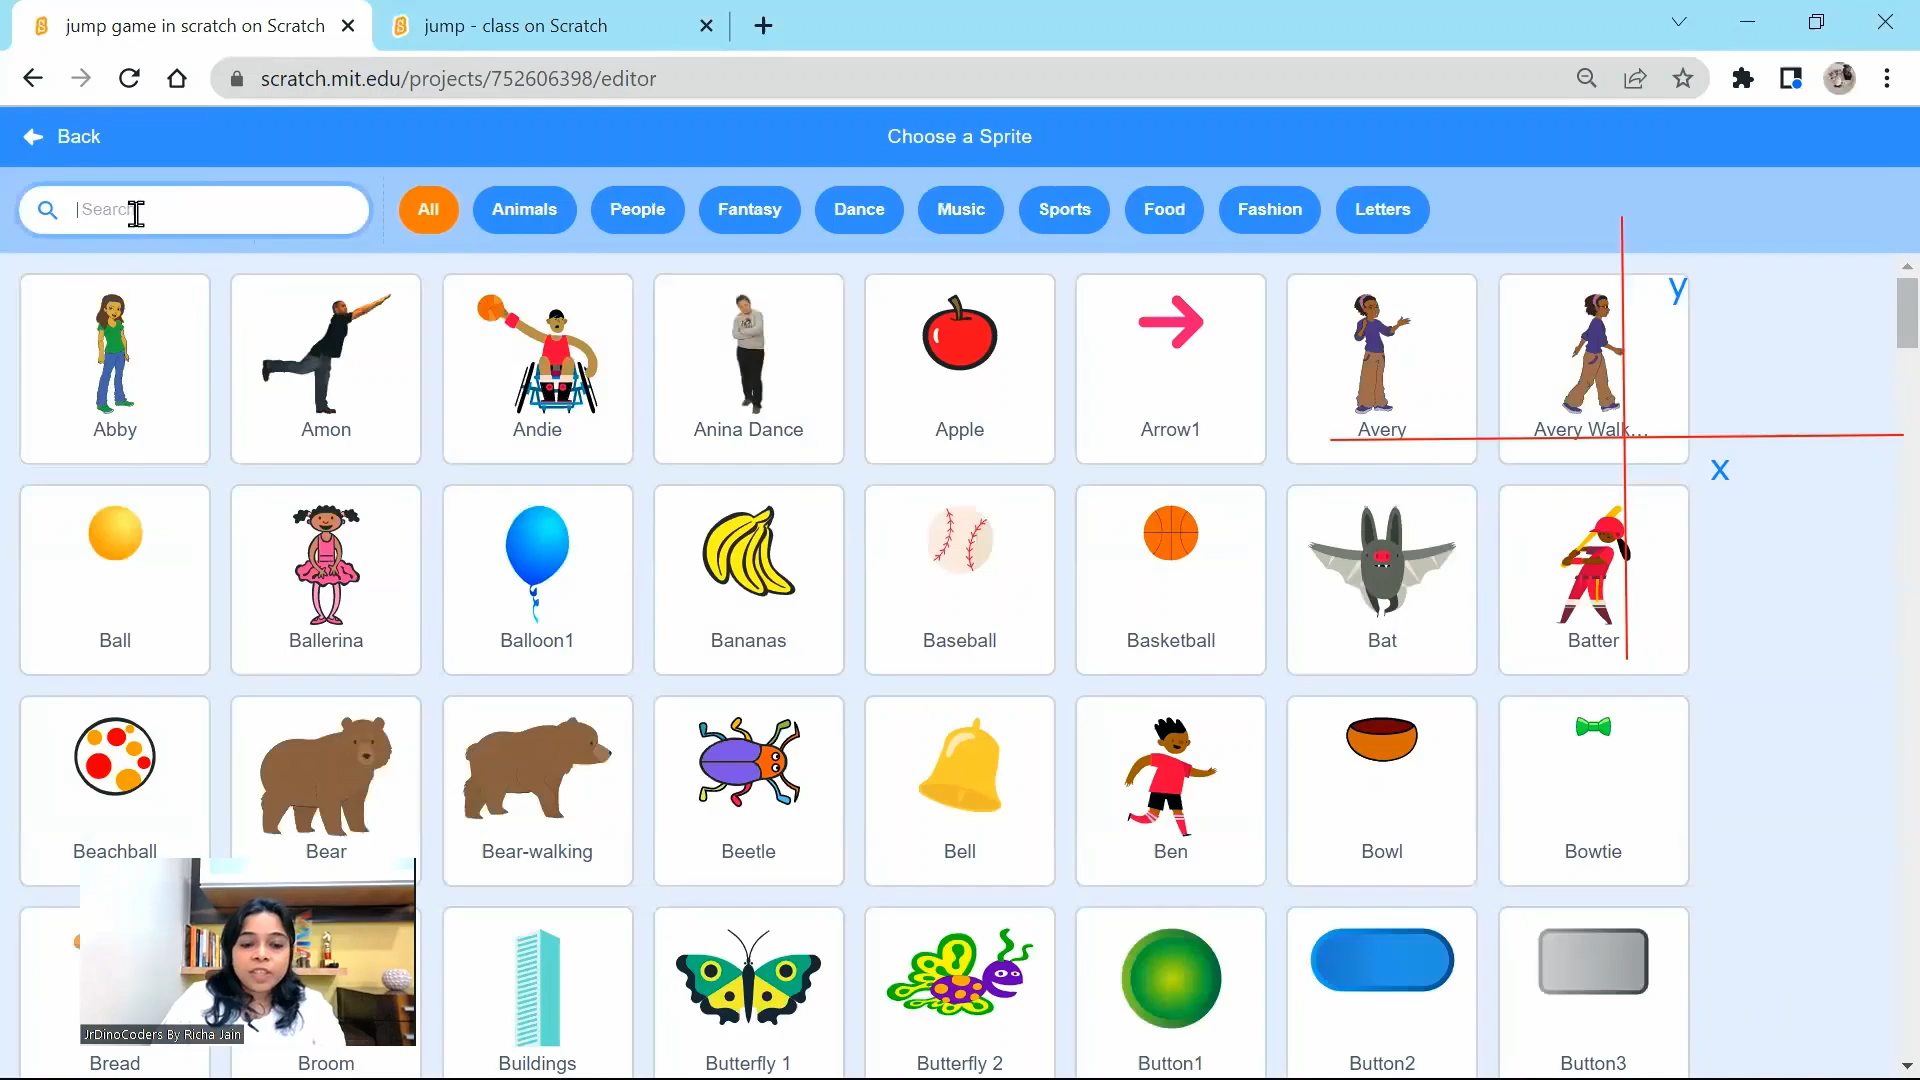 jump game in scratch on Scratch
jump - class on Scratch
scratch.mit.edu/projects/752606398/editor
Back
Choose a Sprite
Search
All
Animals
People
Fantasy
Dance
Music
Sports
Food
Fashion
Letters
y
Abby
Amon
Andie
Anina Dance
Apple
Arrow1
Avery
Avery Walk...
x
Ball
Ballerina
Balloon1
Bananas
Baseball
Basketball
Bat
Batter
Beachball
Bear
Bear-walking
Beetle
Bell
Ben
Bowl
Bowtie
JrDinoCoders By Richa Jain
Bread
Broom
Buildings
Butterfly 1
Butterfly 2
Button1
Button2
Button3